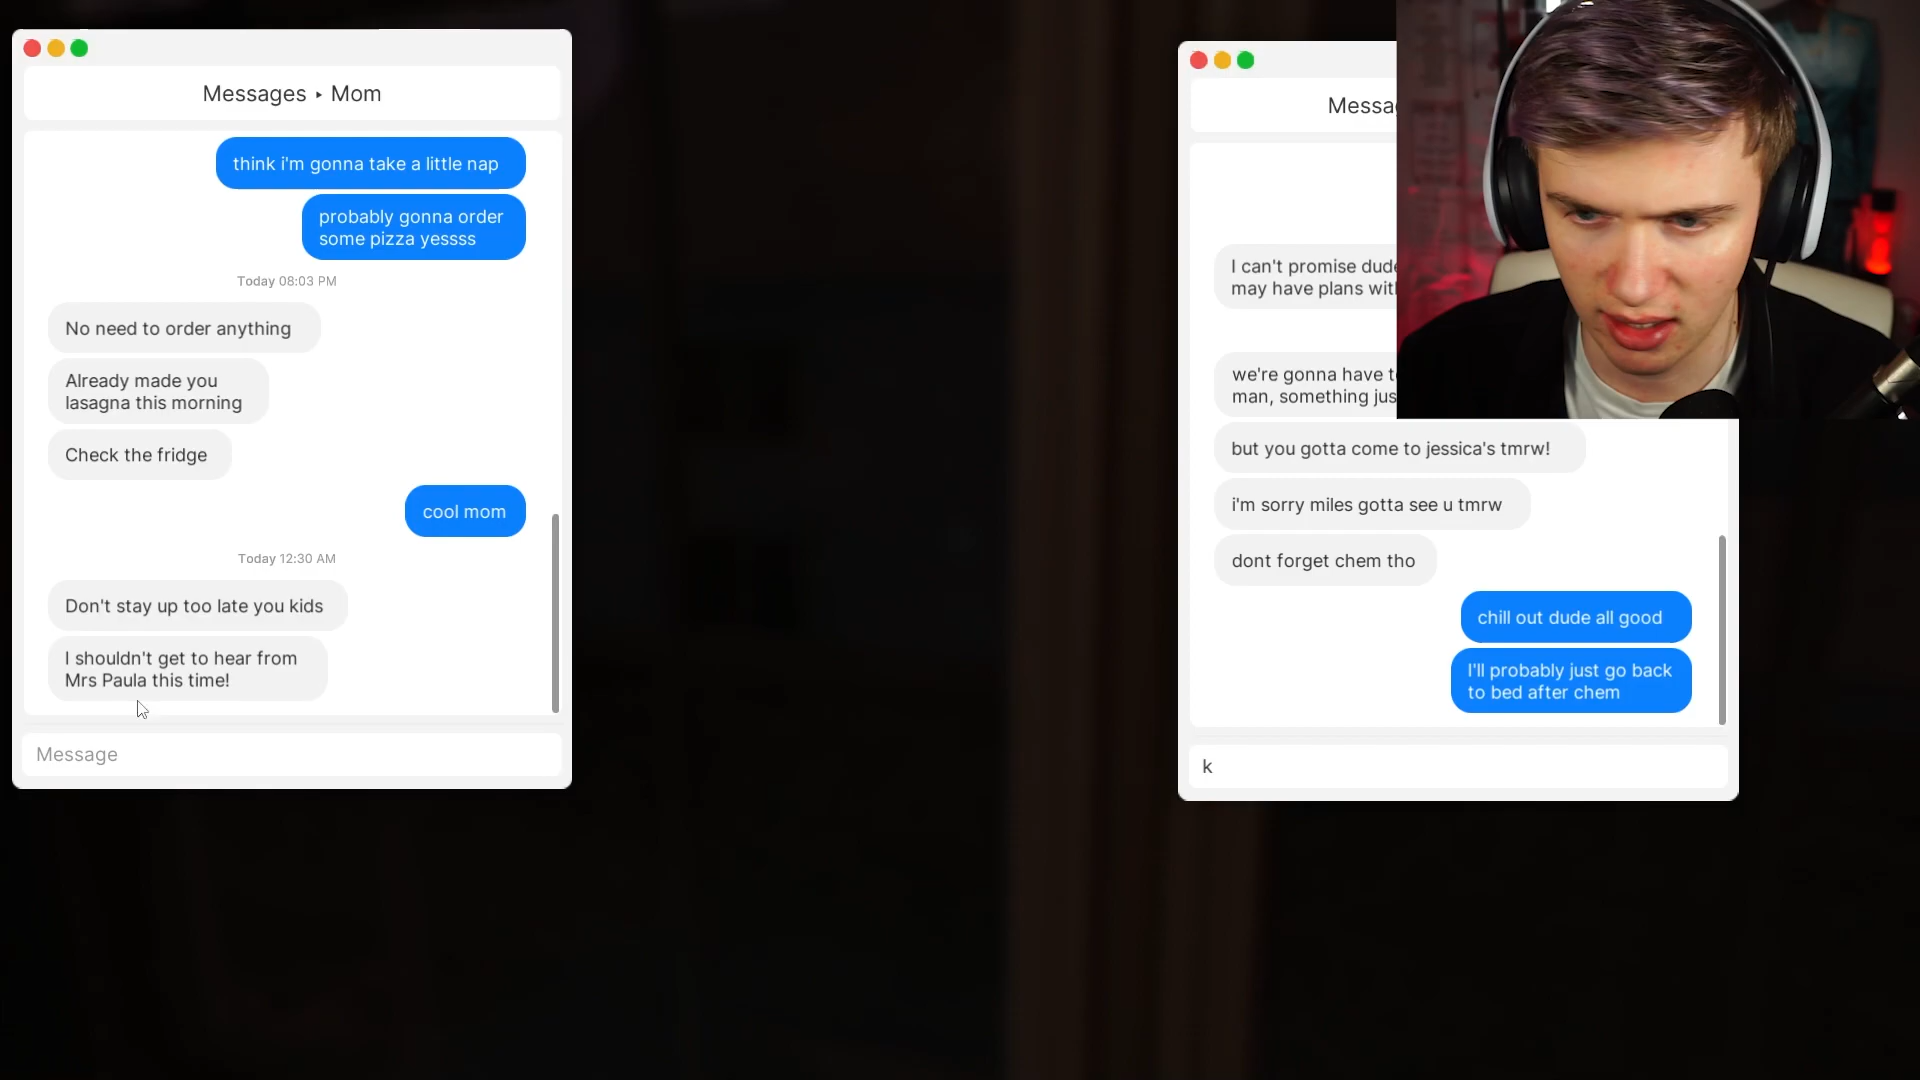 Messages ▸ Mom
think i'm gonna take a little nap
probably gonna order
some pizza yessss
Today 08:03 PM
No need to order anything
Already made you
lasagna this morning
Check the fridge
cool mom
Today 12:30 AM
Don't stay up too late you kids
I shouldn't get to hear from
Mrs Paula this time!
Message
I can't promise
may have plans
we're gonna have
man, something
but you gotta come to jessica's tmrw!
i'm sorry miles gotta see u tmrw
dont forget chem tho
chill out dude all good
I'll probably just go back
to bed after chem
k